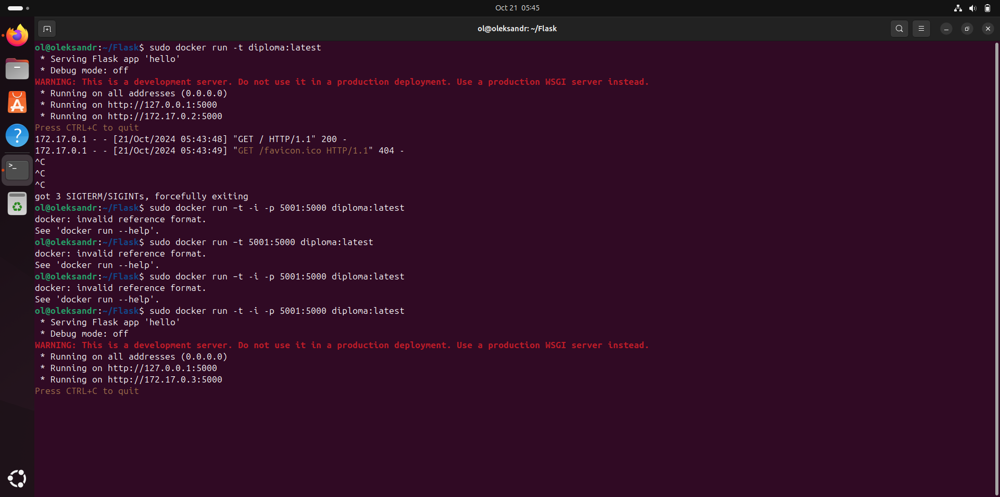 Oct 21 05:45
ol@oleksandr: ~/Flask
ol@oleksandr:~/Flask$ sudo docker run -t diploma:latest
 * Serving Flask app 'hello'
 * Debug mode: off
WARNING: This is a development server. Do not use it in a production deployment. Use a production WSGI server instead.
 * Running on all addresses (0.0.0.0)
 * Running on http://127.0.0.1:5000
 * Running on http://172.17.0.2:5000
Press CTRL+C to quit
172.17.0.1 - - [21/Oct/2024 05:43:48] "GET / HTTP/1.1" 200 -
172.17.0.1 - - [21/Oct/2024 05:43:49] "GET /favicon.ico HTTP/1.1" 404 -
^C
^C
^C
got 3 SIGTERM/SIGINTs, forcefully exiting
ol@oleksandr:~/Flask$ sudo docker run –t -i -p 5001:5000 diploma:latest
docker: invalid reference format.
See 'docker run --help'.
ol@oleksandr:~/Flask$ sudo docker run –t 5001:5000 diploma:latest
docker: invalid reference format.
See 'docker run --help'.
ol@oleksandr:~/Flask$ sudo docker run –t -i -p 5001:5000 diploma:latest
docker: invalid reference format.
See 'docker run --help'.
ol@oleksandr:~/Flask$ sudo docker run -t -i -p 5001:5000 diploma:latest
 * Serving Flask app 'hello'
 * Debug mode: off
WARNING: This is a development server. Do not use it in a production deployment. Use a production WSGI server instead.
 * Running on all addresses (0.0.0.0)
 * Running on http://127.0.0.1:5000
 * Running on http://172.17.0.3:5000
Press CTRL+C to quit